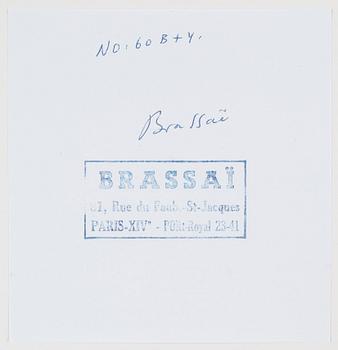 NO: 60 B+4.
Brassaï
BRASSAÏ
81, Rue du Faub.-St-Jacques
PARIS-XIVe - PORt-Royal 23-41